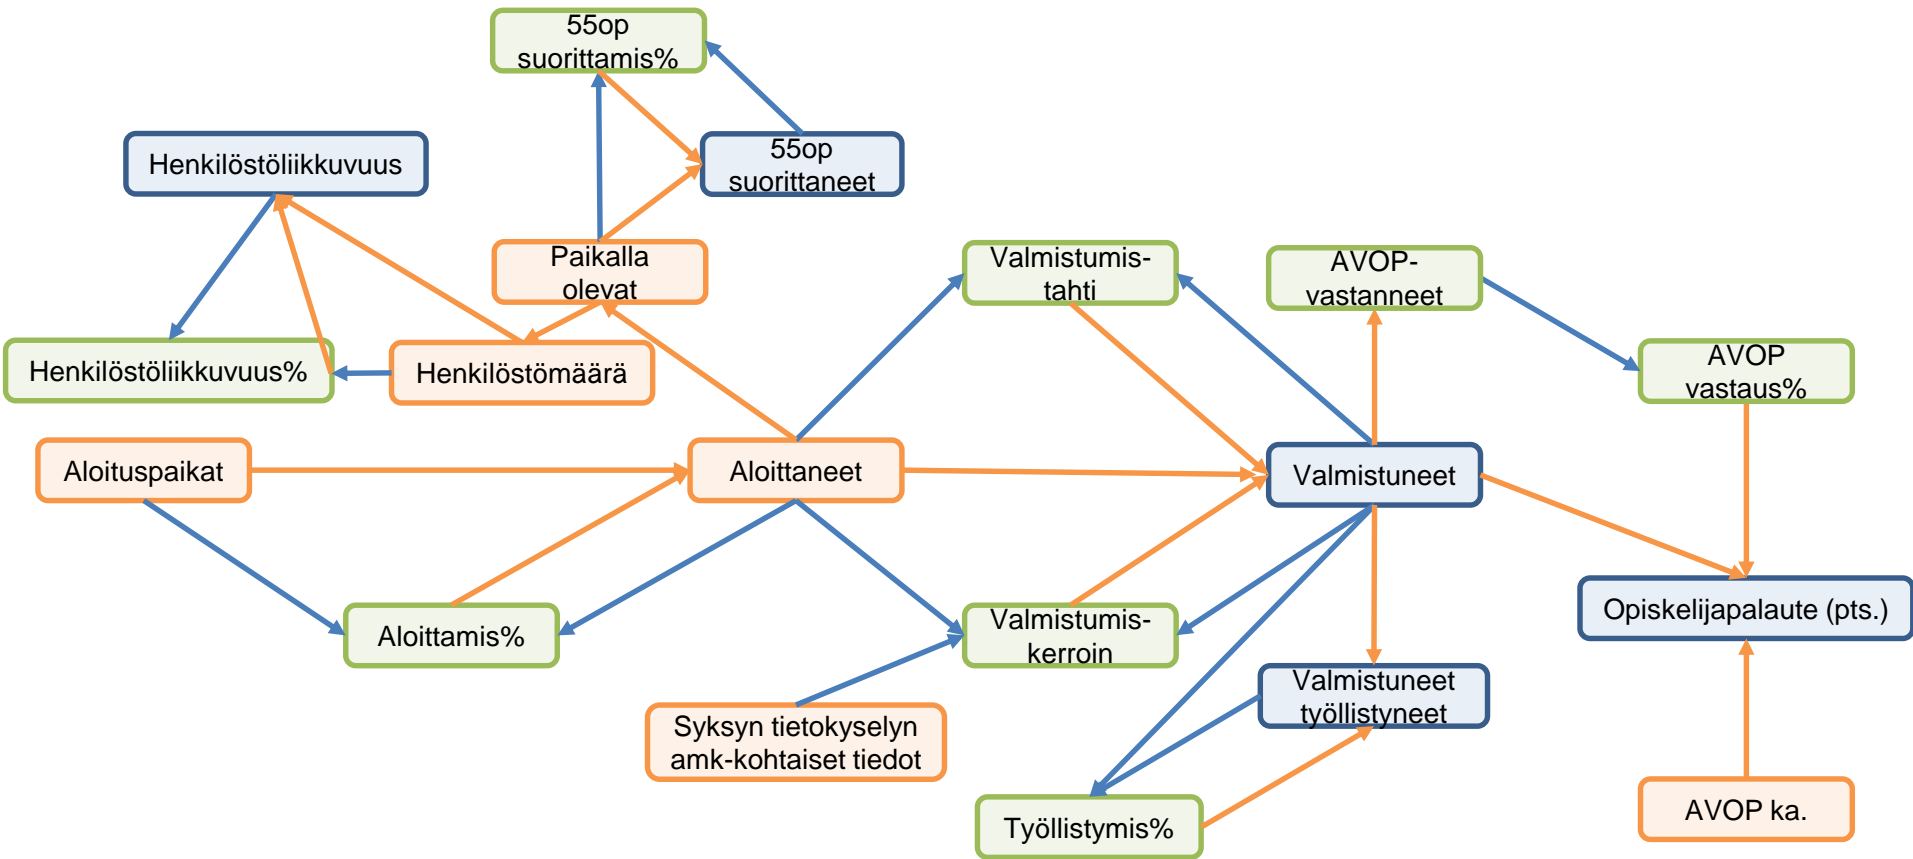 55op
suorittamis%
Henkilöstöliikkuvuus
55op
suorittaneet
Paikalla
olevat
Valmistumis-
tahti
AVOP-
vastanneet
Henkilöstöliikkuvuus%
Henkilöstömäärä
AVOP
vastaus%
Aloituspaikat
Aloittaneet
Valmistuneet
Opiskelijapalaute (pts.)
Aloittamis%
Valmistumis-
kerroin
Syksyn tietokyselyn
amk-kohtaiset tiedot
Valmistuneet
työllistyneet
Työllistymis%
AVOP ka.